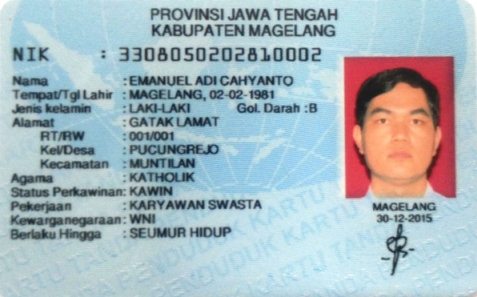 PROVINSI JAWA TENGAH
KABUPATEN MAGELANG
NIK : 3308050202810002
Nama : EMANUEL ADI CAHYANTO
Tempat/Tgl Lahir : MAGELANG, 02-02-1981
Jenis kelamin : LAKI-LAKI Gol. Darah : B
Alamat : GATAK LAMAT
RT/RW : 001/001
Kel/Desa : PUCUNGREJO
Kecamatan : MUNTILAN
Agama : KATHOLIK
Status Perkawinan: KAWIN
Pekerjaan : KARYAWAN SWASTA
Kewarganegaraan: WNI
Berlaku Hingga : SEUMUR HIDUP
MAGELANG
30-12-2015